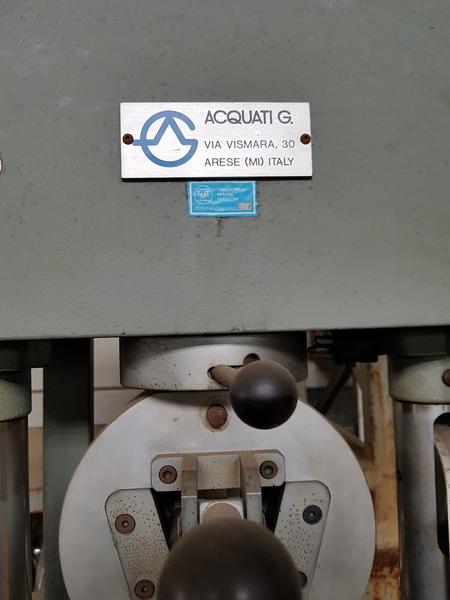 ACQUATI G.
VIA VISMARA, 30
ARESE (MI) ITALY